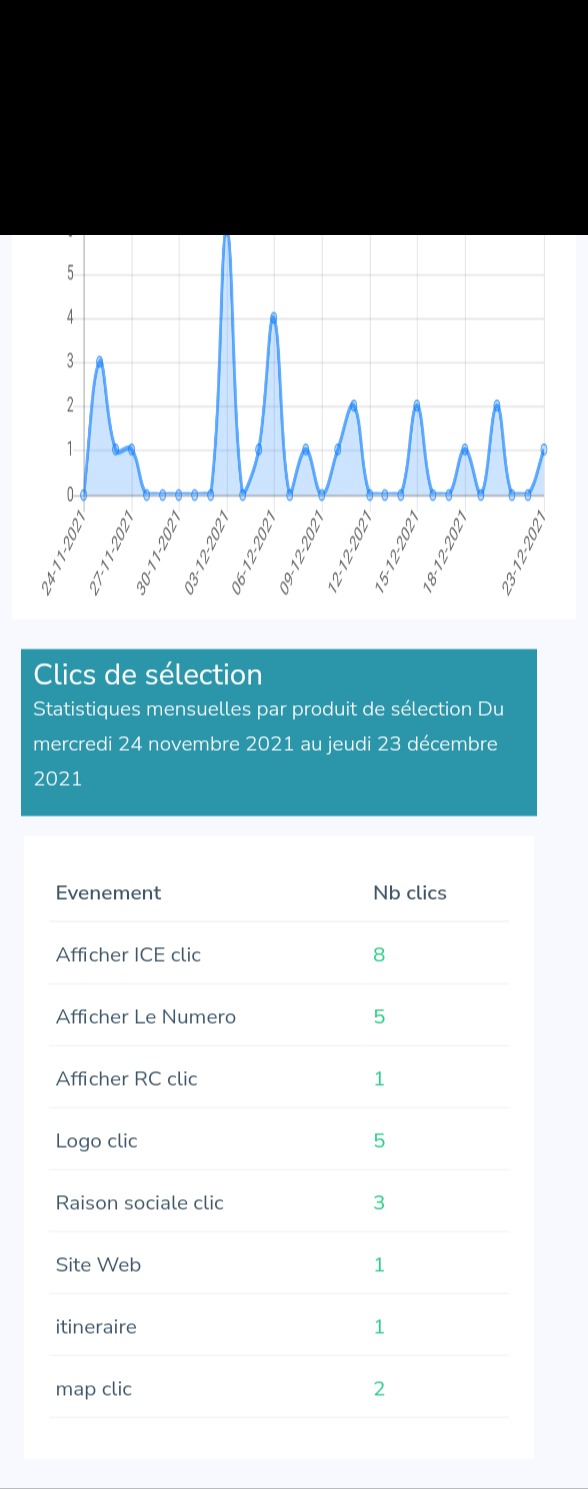 5
4
3
2
1
0
24-11-2021
27-11-2021
30-11-2021
03-12-2021
06-12-2021
09-12-2021
12-12-2021
15-12-2021
18-12-2021
23-12-2021
Clics de sélection
Statistiques mensuelles par produit de sélection Du
mercredi 24 novembre 2021 au jeudi 23 décembre
2021
Evenement Nb clics
Afficher ICE clic 8
Afficher Le Numero 5
Afficher RC clic 1
Logo clic 5
Raison sociale clic 3
Site Web 1
itineraire 1
map clic 2